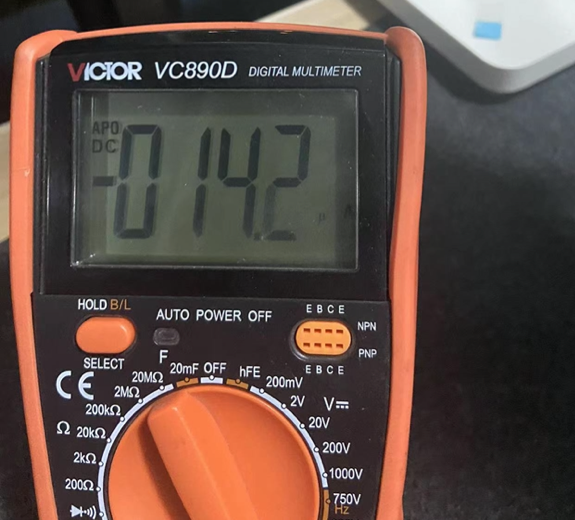 VICTOR VC890D DIGITAL MULTIMETER
APO
DC
-014.2
HOLD B/L
AUTO POWER OFF
E B C E
NPN
PNP
E B C E
SELECT
F
CE
20mF OFF hFE
20MΩ
200mV
2MΩ
2V
V
200kΩ
20V
Ω
20kΩ
200V
2kΩ
1000V
200Ω
750V
Hz